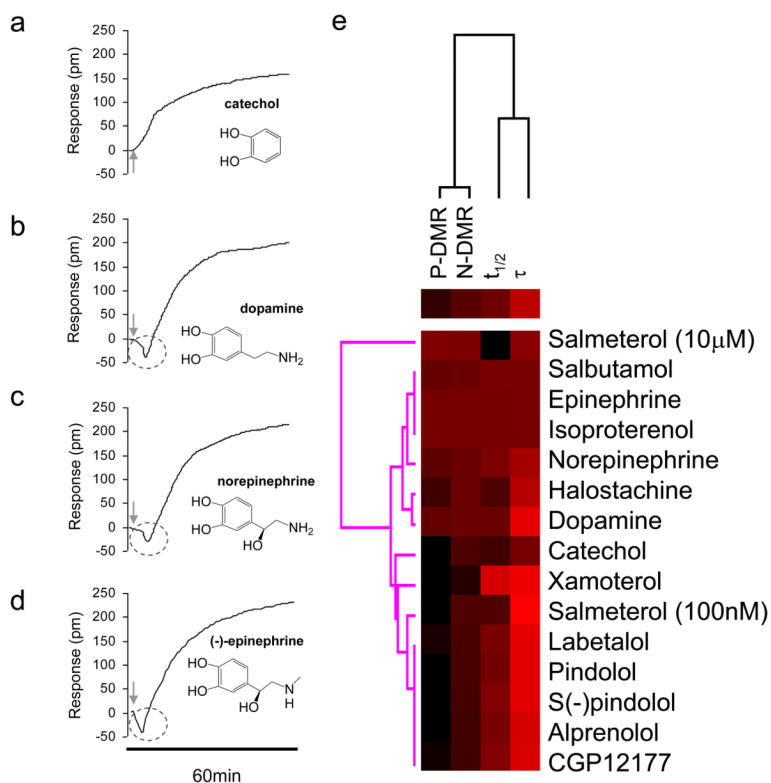 a
250
200
150
100
50
0
-50
Response (pm)
catechol
HO
HO
b
250
200
150
100
50
0
-50
Response (pm)
dopamine
HO
HO
NH2
c
250
200
150
100
50
0
-50
Response (pm)
norepinephrine
HO
HO
HO
NH2
d
250
200
150
100
50
0
-50
Response (pm)
(-)-epinephrine
HO
HO
HO
N
H
60min
e
P-DMR
N-DMR
t1/2
τ
Salmeterol (10μM)
Salbutamol
Epinephrine
Isoproterenol
Norepinephrine
Halostachine
Dopamine
Catechol
Xamoterol
Salmeterol (100nM)
Labetalol
Pindolol
S(-)pindolol
Alprenolol
CGP12177